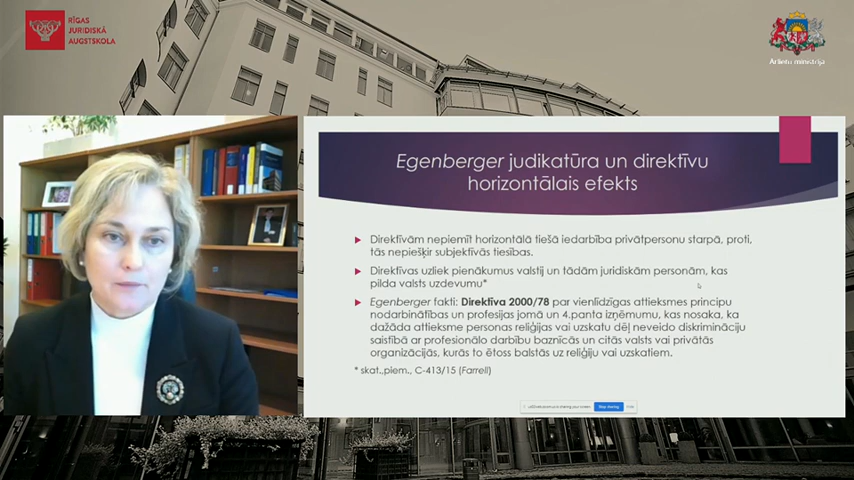 RĪGAS
JURIDISKĀ
AUGSTSKOLA
Ārlietu ministrija
Egenberger judikatūra un direktīvu
horizontālais efekts
Direktīvām nepiemīt horizontālā tiešā iedarbība privātpersonu starpā, proti,
tās nepiešķir subjektīvās tiesības.
Direktīvas uzliek pienākumus valstij un tādām juridiskām personām, kas
pilda valsts uzdevumu*
Egenberger fakti: Direktīva 2000/78 par vienlīdzīgas attieksmes principu
nodarbinātības un profesijas jomā un 4.panta izņēmumu, kas nosaka, ka
dažāda attieksme personas reliģijas vai uzskatu dēļ neveido diskrimināciju
saistībā ar profesionālo darbību baznīcās un citās valsts vai privātās
organizācijās, kurās to ētoss balstās uz reliģiju vai uzskatiem.
* skat.,piem., C-413/15 (Farrell)
Stop sharing